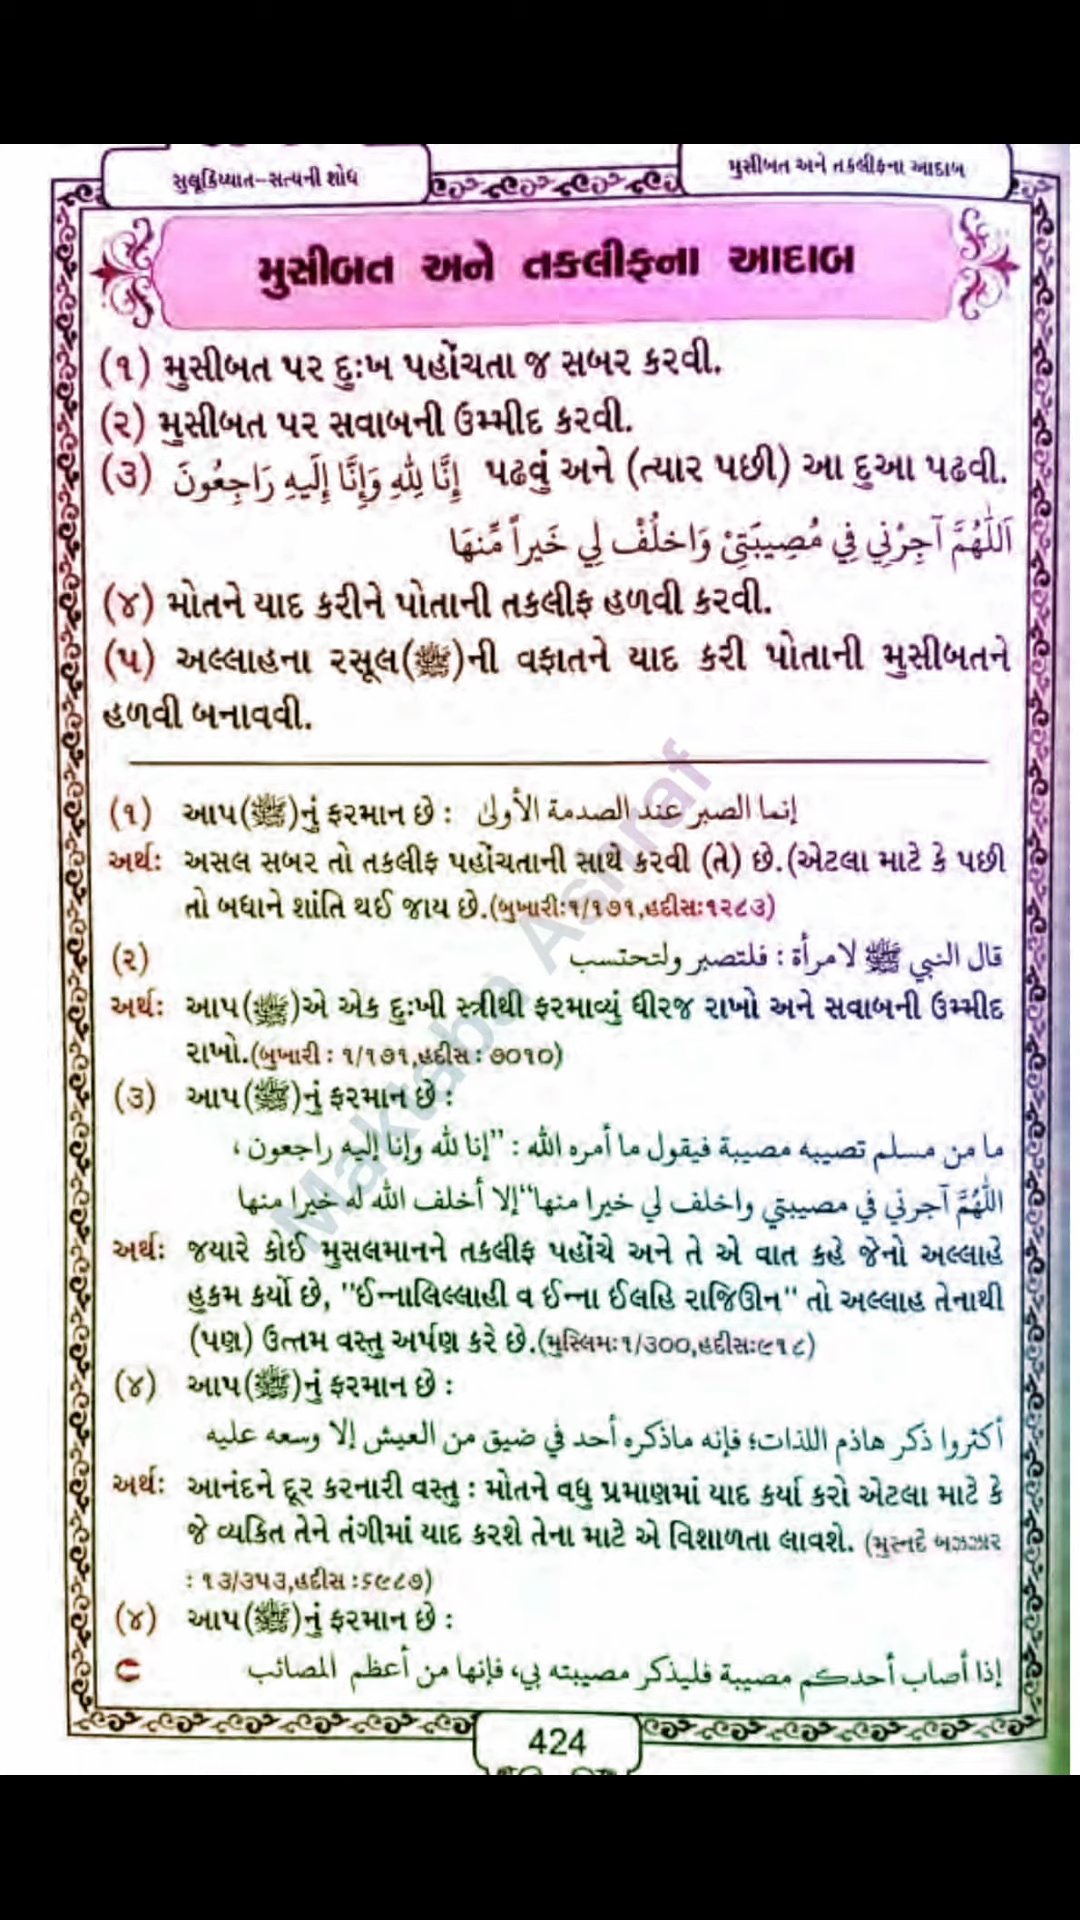 સુલૂકિય્યાત–સત્યની શોધ
મુસીબત અને તકલીફના આદાબ
મુસીબત અને તકલીફના આદાબ
(૧) મુસીબત પર દુઃખ પહોંચતા જ સબર કરવી.
(૨) મુસીબત પર સવાબની ઉમ્મીદ કરવી.
(૩) إِنَّا لِلّٰهِ وَإِنَّا إِلَيهِ رَاجِعُونَ પઢવું અને (ત્યાર પછી) આ દુઆ પઢવી.
اَللّٰهُمَّ آجِرْنِي فِي مُصِيبَتِيْ وَاخلُفْ لِي خَيراً مِّنهَا
(૪) મોતને યાદ કરીને પોતાની તકલીફ હળવી કરવી.
(૫) અલ્લાહના રસૂલ(ﷺ)ની વફાતને યાદ કરી પોતાની મુસીબતને
હળવી બનાવવી.
(૧) આપ(ﷺ)નું ફરમાન છે : إنما الصبر عند الصدمة الأولىٰ
અર્થઃ અસલ સબર તો તકલીફ પહોંચતાની સાથે કરવી (તે) છે.(એટલા માટે કે પછી
તો બધાને શાંતિ થઈ જાય છે.(બુખારીઃ૧/૧૭૧,હદીસઃ૧૨૮૩)
(૨) قال النبي ﷺ لامرأة : فلتصبر ولتحتسب
અર્થઃ આપ(ﷺ)એ એક દુઃખી સ્ત્રીથી ફરમાવ્યું ધીરજ રાખો અને સવાબની ઉમ્મીદ
રાખો.(બુખારી : ૧/૧૭૧,હદીસ : ૭૦૧૦)
(૩) આપ(ﷺ)નું ફરમાન છે :
ما من مسلم تصيبه مصيبة فيقول ما أمره الله : "إنا لله وإنا إليه راجعون ،
اللّٰهُمَّ آجرني في مصيبتي واخلف لي خيرا منها“إلا أخلف الله له خيرا منها
અર્થઃ જયારે કોઈ મુસલમાનને તકલીફ પહોંચે અને તે એ વાત કહે જેનો અલ્લાહે
હુકમ કર્યો છે, "ઈન્નાલિલ્લાહી વ ઈન્ના ઈલહિ રાજિઊન" તો અલ્લાહ તેનાથી
(પણ) ઉત્તમ વસ્તુ અર્પણ કરે છે.(મુસ્લિમઃ૧/૩૦૦,હદીસઃ૯૧૮)
(૪) આપ(ﷺ)નું ફરમાન છે :
أكثروا ذكر هاذم اللذات؛ فإنه ماذكره أحد في ضيق من العيش إلا وسعه عليه
અર્થઃ આનંદને દૂર કરનારી વસ્તુ : મોતને વધુ પ્રમાણમાં યાદ કર્યા કરો એટલા માટે કે
જે વ્યકિત તેને તંગીમાં યાદ કરશે તેના માટે એ વિશાળતા લાવશે. (મુસ્નદે બઝઝાર
: ૧૩/૩૫૩,હદીસ :૬૯૮૭)
(૪) આપ(ﷺ)નું ફરમાન છે :
إذا أصاب أحدكم مصيبة فليذكر مصيبته بي، فإنها من أعظم المصائب
424
Maktaba Ashraf